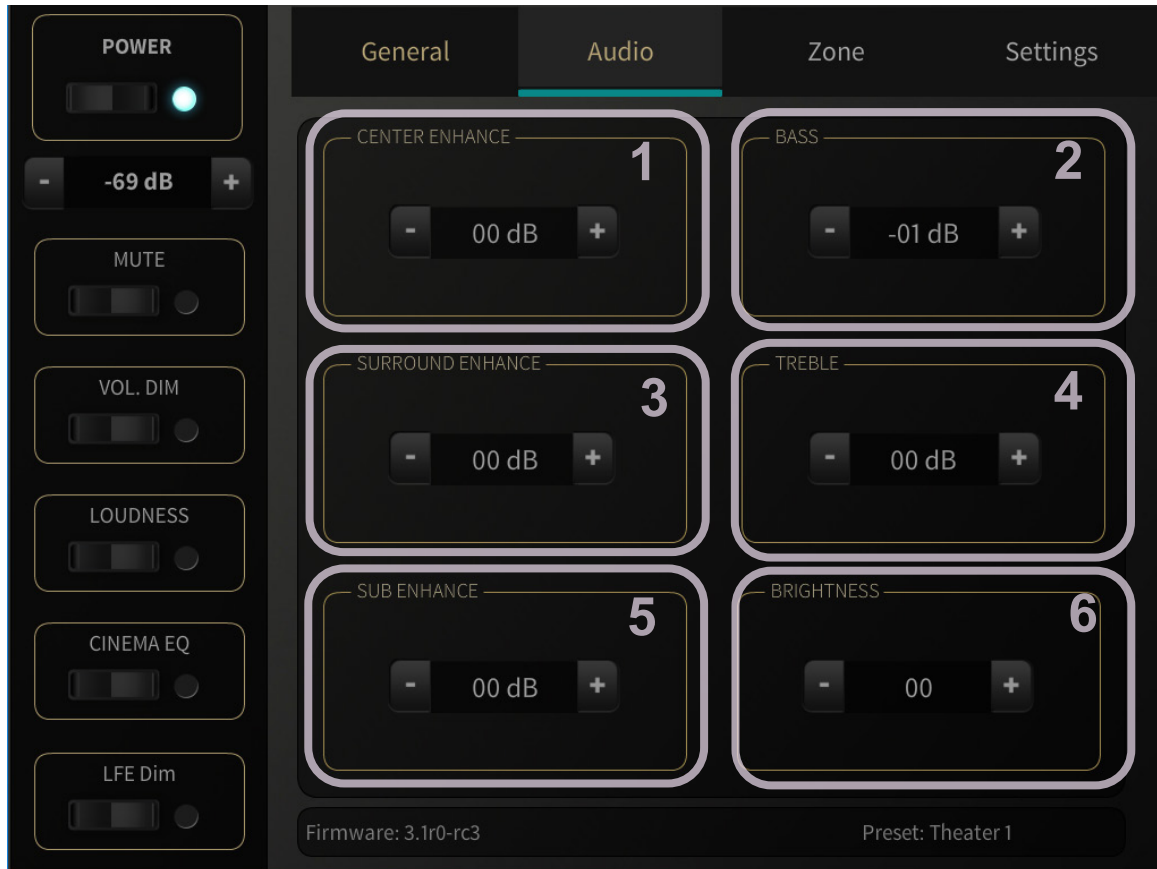 POWER
- -69 dB +
MUTE
VOL. DIM
LOUDNESS
CINEMA EQ
LFE Dim
General Audio Zone Settings
CENTER ENHANCE 1
- 00 dB +
BASS 2
- -01 dB +
SURROUND ENHANCE 3
- 00 dB +
TREBLE 4
- 00 dB +
SUB ENHANCE 5
- 00 dB +
BRIGHTNESS 6
- 00 +
Firmware: 3.1r0-rc3 Preset: Theater 1